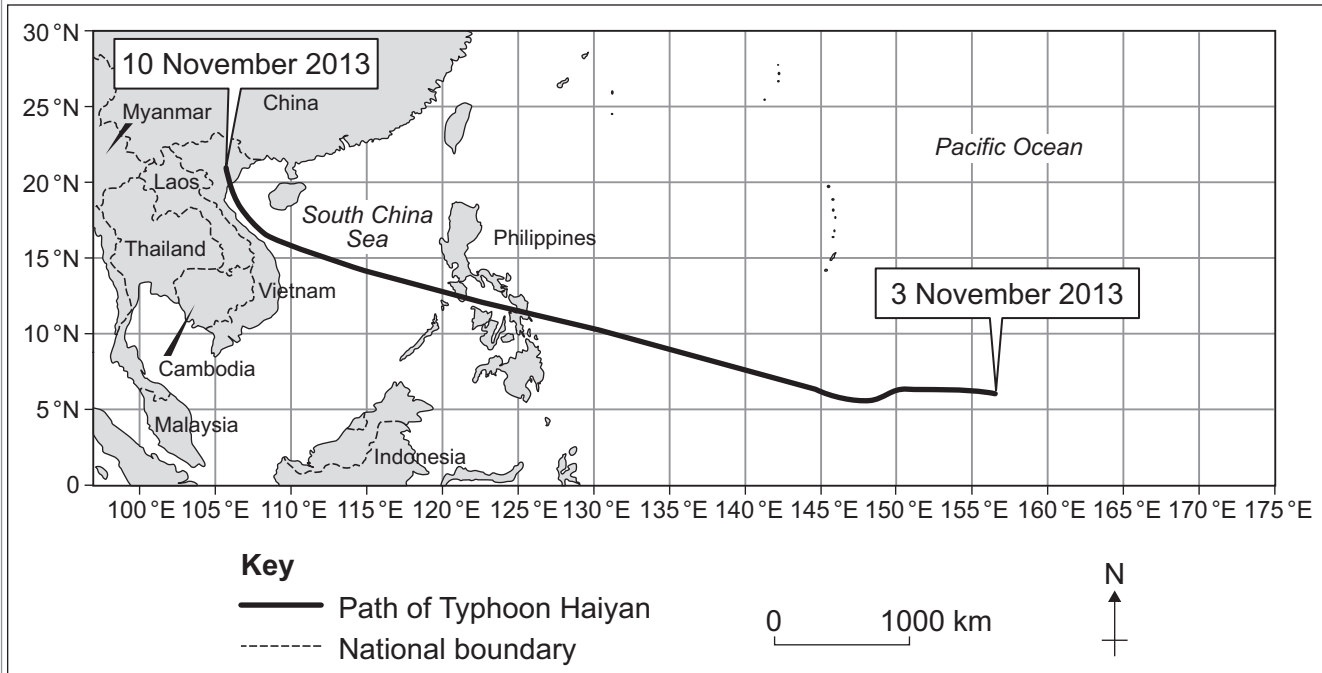 30 °N
10 November 2013
China
25 °N
Myanmar
Pacific Ocean
20 °N
Laos
South China
Sea
Philippines
15 °N
Thailand
3 November 2013
Vietnam
10 °N
Cambodia
5 °N
Malaysia
Indonesia
0
100 °E 105 °E 110 °E 115 °E 120 °E 125 °E 130 °E 135 °E 140 °E 145 °E 150 °E 155 °E 160 °E 165 °E 170 °E 175 °E
Key
Path of Typhoon Haiyan
National boundary
0 1000 km
N